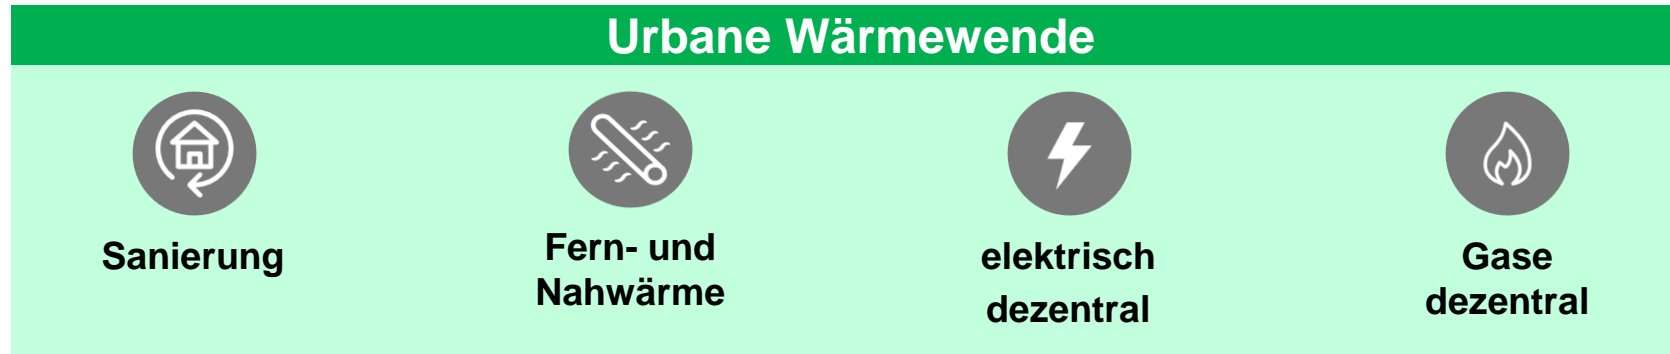 Urbane Wärmewende
Sanierung
Fern- und
Nahwärme
elektrisch
dezentral
Gase
dezentral